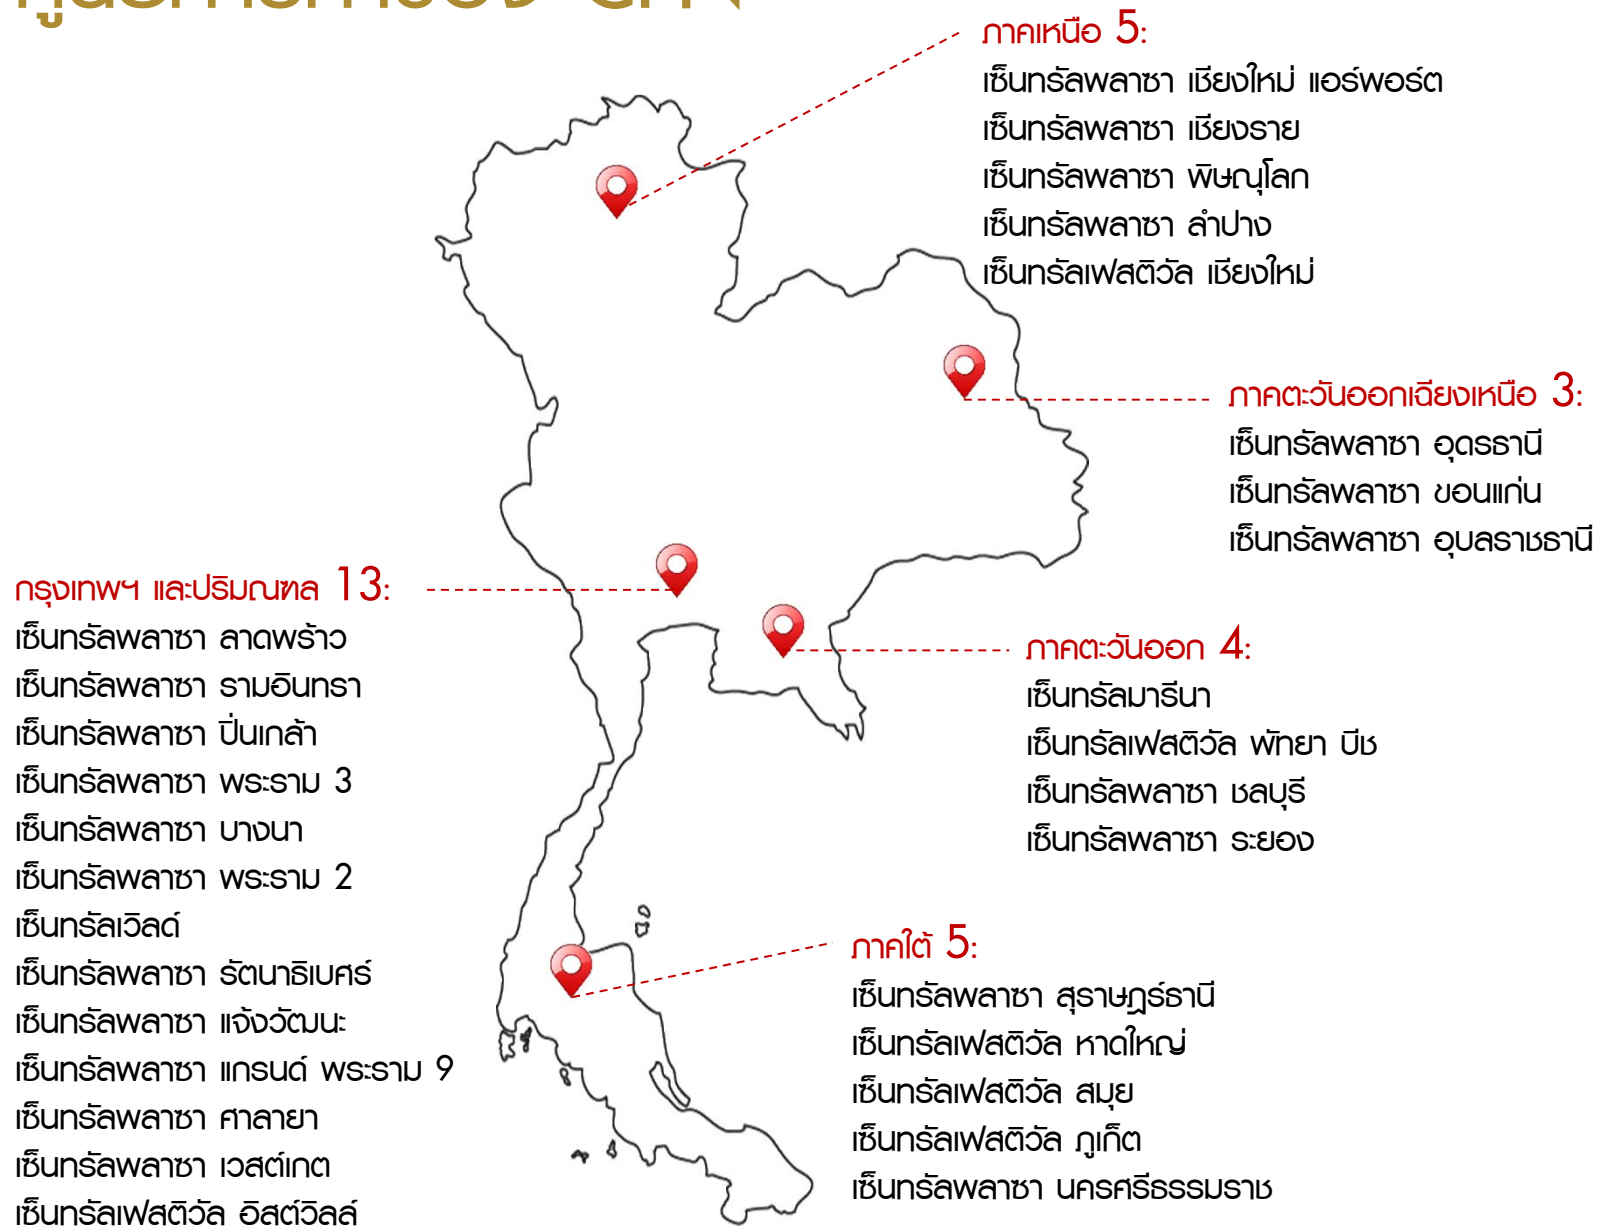 ภาคเหนือ 5:
เซ็นทรัลพลาซา เชียงใหม่ แอร์พอร์ต
เซ็นทรัลพลาซา เชียงราย
เซ็นทรัลพลาซา พิษณุโลก
เซ็นทรัลพลาซา ลำปาง
เซ็นทรัลเฟสติวัล เชียงใหม่
ภาคตะวันออกเฉียงเหนือ 3:
เซ็นทรัลพลาซา อุดรธานี
เซ็นทรัลพลาซา ขอนแก่น
เซ็นทรัลพลาซา อุบลราชธานี
กรุงเทพฯ และปริมณฑล 13:
เซ็นทรัลพลาซา ลาดพร้าว
เซ็นทรัลพลาซา รามอินทรา
เซ็นทรัลพลาซา ปิ่นเกล้า
เซ็นทรัลพลาซา พระราม 3
เซ็นทรัลพลาซา บางนา
เซ็นทรัลพลาซา พระราม 2
เซ็นทรัลเวิลด์
เซ็นทรัลพลาซา รัตนาธิเบศร์
เซ็นทรัลพลาซา แจ้งวัฒนะ
เซ็นทรัลพลาซา แกรนด์ พระราม 9
เซ็นทรัลพลาซา ศาลายา
เซ็นทรัลพลาซา เวสต์เกต
เซ็นทรัลเฟสติวัล อีสต์วิลล์
ภาคตะวันออก 4:
เซ็นทรัลมารีนา
เซ็นทรัลเฟสติวัล พัทยา บีช
เซ็นทรัลพลาซา ชลบุรี
เซ็นทรัลพลาซา ระยอง
ภาคใต้ 5:
เซ็นทรัลพลาซา สุราษฎร์ธานี
เซ็นทรัลเฟสติวัล หาดใหญ่
เซ็นทรัลเฟสติวัล สมุย
เซ็นทรัลเฟสติวัล ภูเก็ต
เซ็นทรัลพลาซา นครศรีธรรมราช